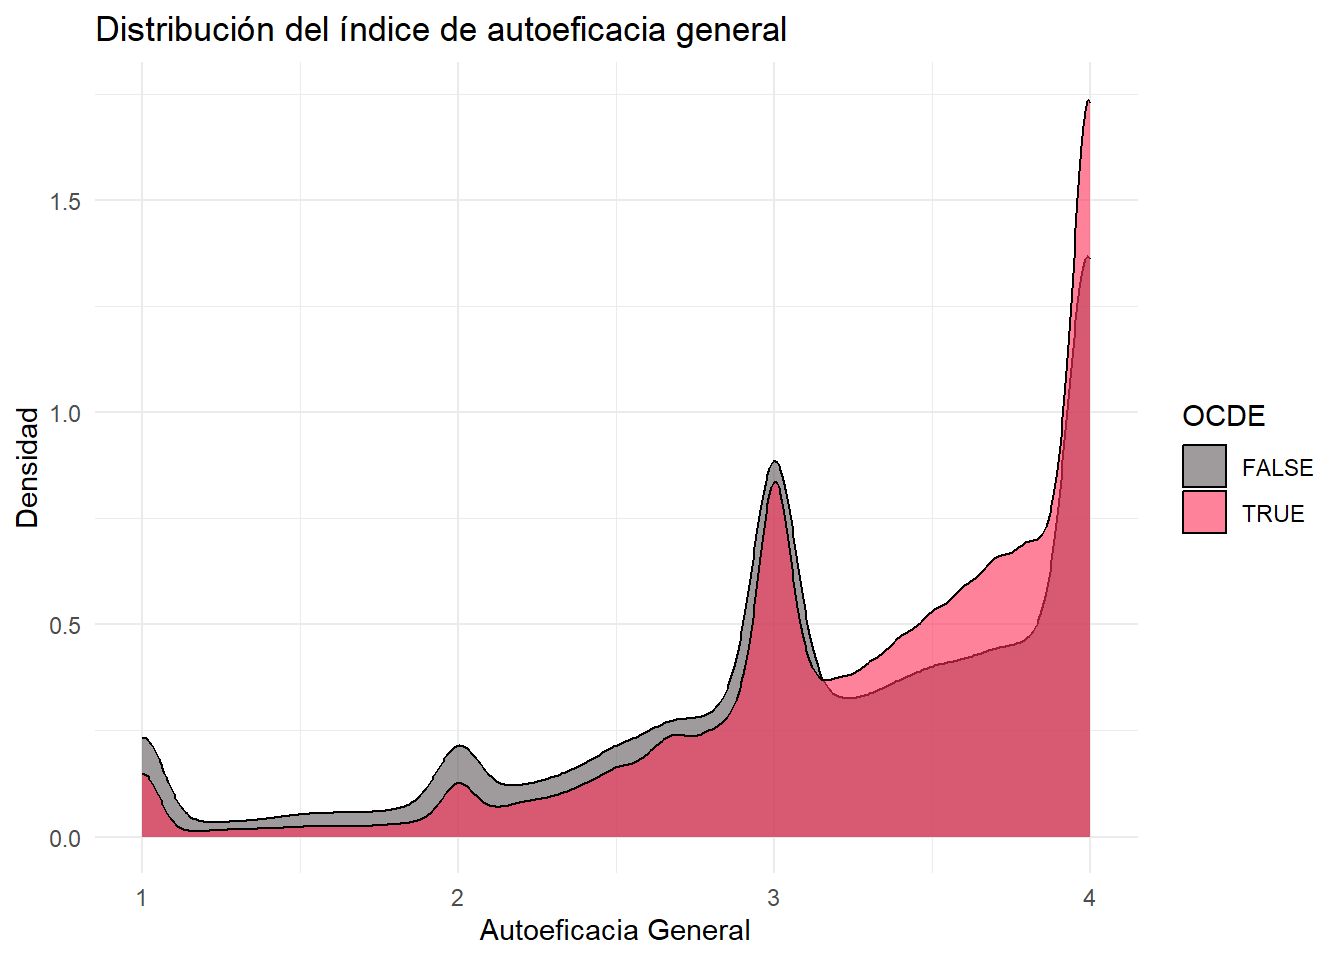 Distribución del índice de autoeficacia general
1.5
1.0
0.5
0.0
Densidad
1 2 3 4
Autoeficacia General
OCDE
FALSE
TRUE